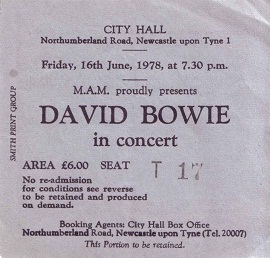 CITY HALL
Northumberland Road, Newcastle upon Tyne 1
Friday, 16th June, 1978, at 7.30 p.m.
M.A.M. proudly presents
DAVID BOWIE
in concert
AREA £6.00 SEAT T 17
No re-admission
for conditions see reverse
to be retained and produced
on demand.
Booking Agents: City Hall Box Office
Northumberland Road, Newcastle upon Tyne (Tel. 20007)
This Portion to be retained.
SMITH PRINT GROUP